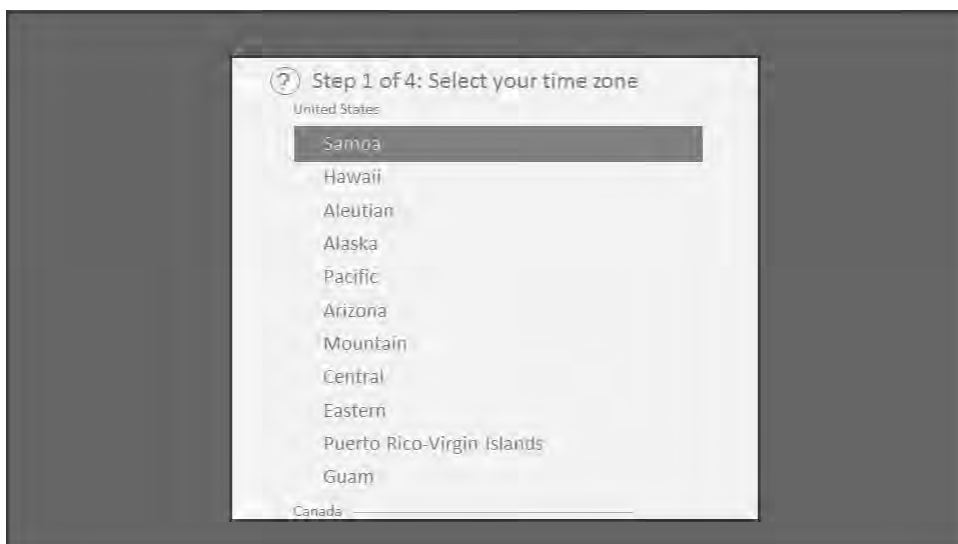 ? Step 1 of 4: Select your time zone
United States
Samoa
Hawaii
Aleutian
Alaska
Pacific
Arizona
Mountain
Central
Eastern
Puerto Rico-Virgin Islands
Guam
Canada